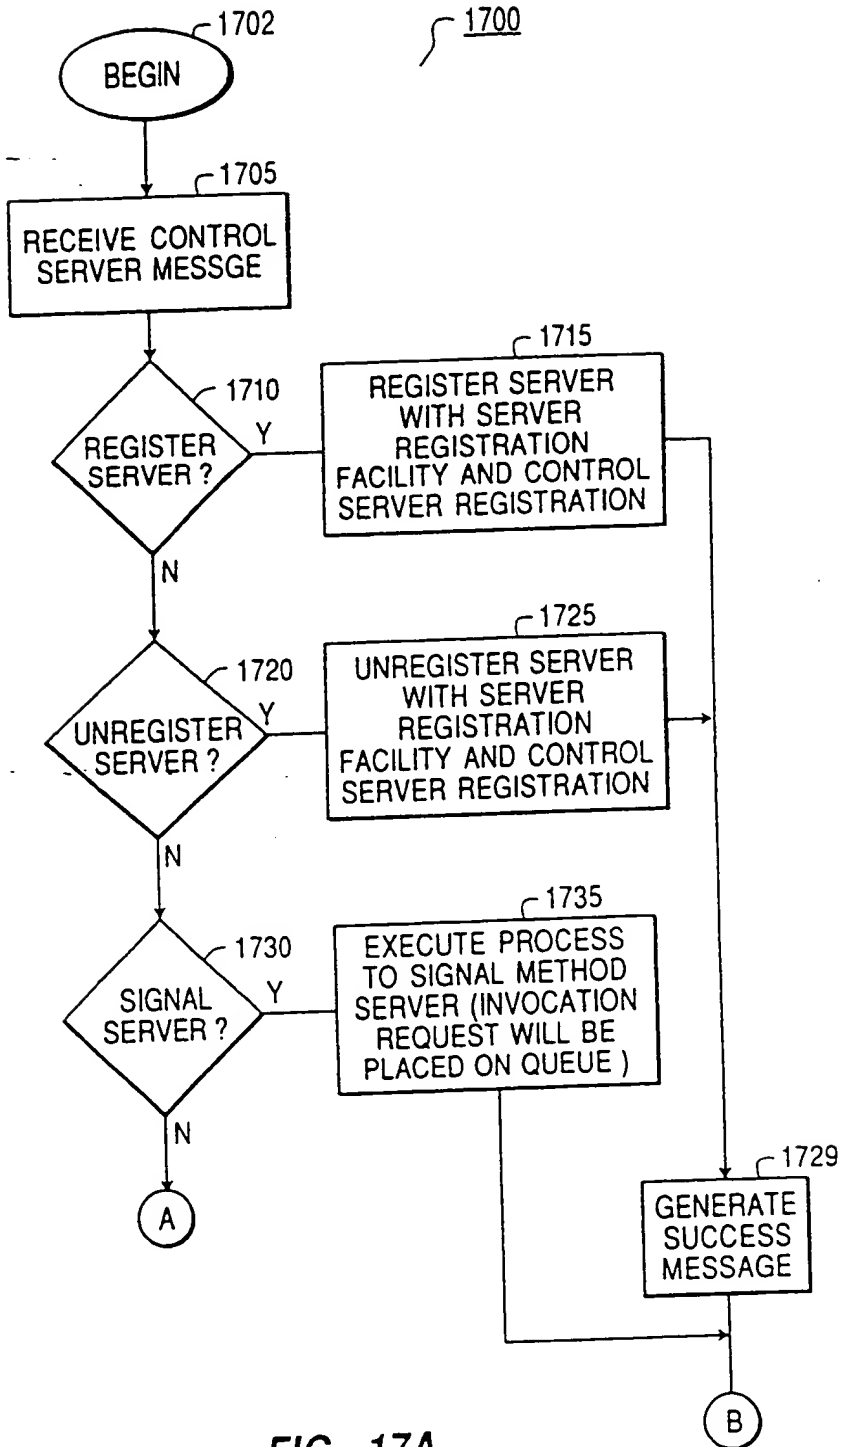 1700
1702
BEGIN
1705
RECEIVE CONTROL
SERVER MESSGE
1710
REGISTER
SERVER ?
Y
N
1715
REGISTER SERVER
WITH SERVER
REGISTRATION
FACILITY AND CONTROL
SERVER REGISTRATION
1720
UNREGISTER
SERVER ?
Y
N
1725
UNREGISTER SERVER
WITH SERVER
REGISTRATION
FACILITY AND CONTROL
SERVER REGISTRATION
1730
SIGNAL
SERVER ?
Y
N
1735
EXECUTE PROCESS
TO SIGNAL METHOD
SERVER (INVOCATION
REQUEST WILL BE
PLACED ON QUEUE )
A
1729
GENERATE
SUCCESS
MESSAGE
B
FIG. 17A